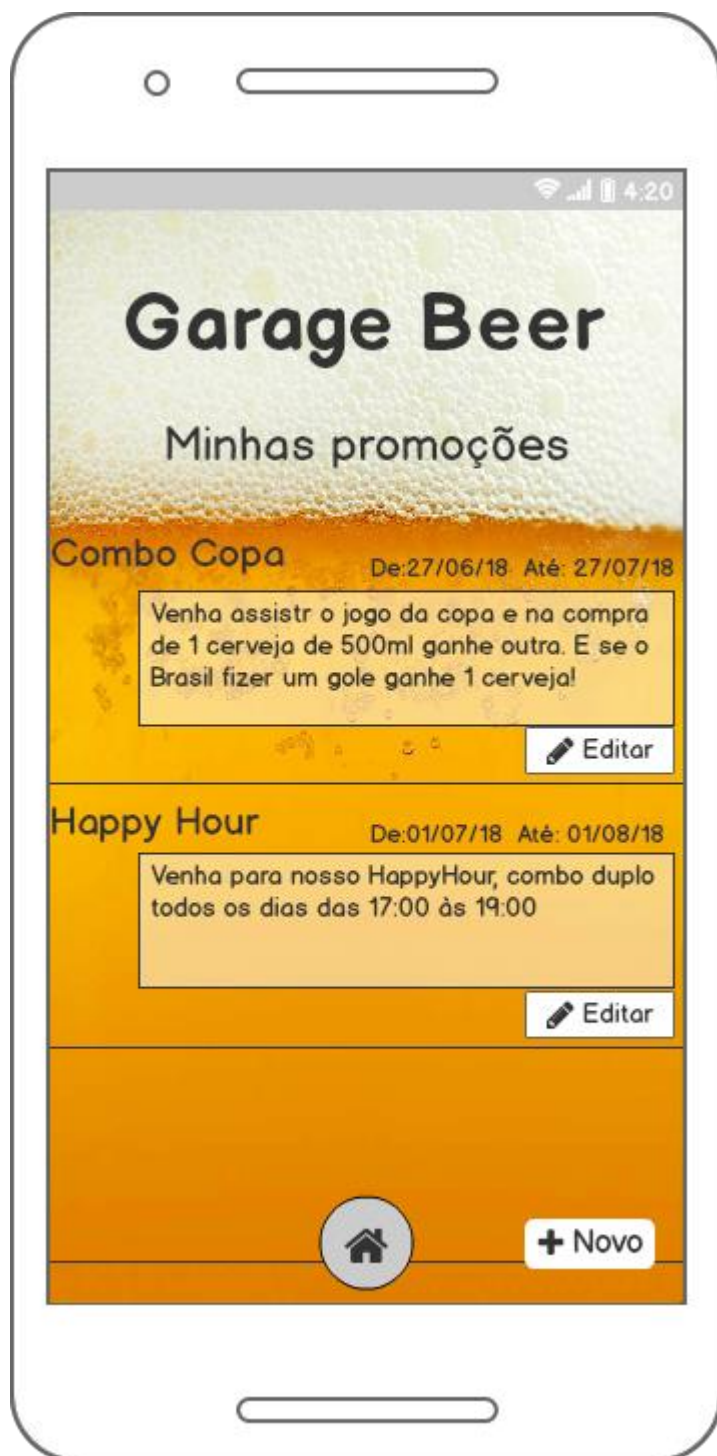 4:20
Garage Beer
Minhas promoções
Combo Copa
De:27/06/18 Até: 27/07/18
Venha assistr o jogo da copa e na compra
de 1 cerveja de 500ml ganhe outra. E se o
Brasil fizer um gole ganhe 1 cerveja!
Editar
Happy Hour
De:01/07/18 Até: 01/08/18
Venha para nosso HappyHour, combo duplo
todos os dias das 17:00 às 19:00
Editar
+ Novo